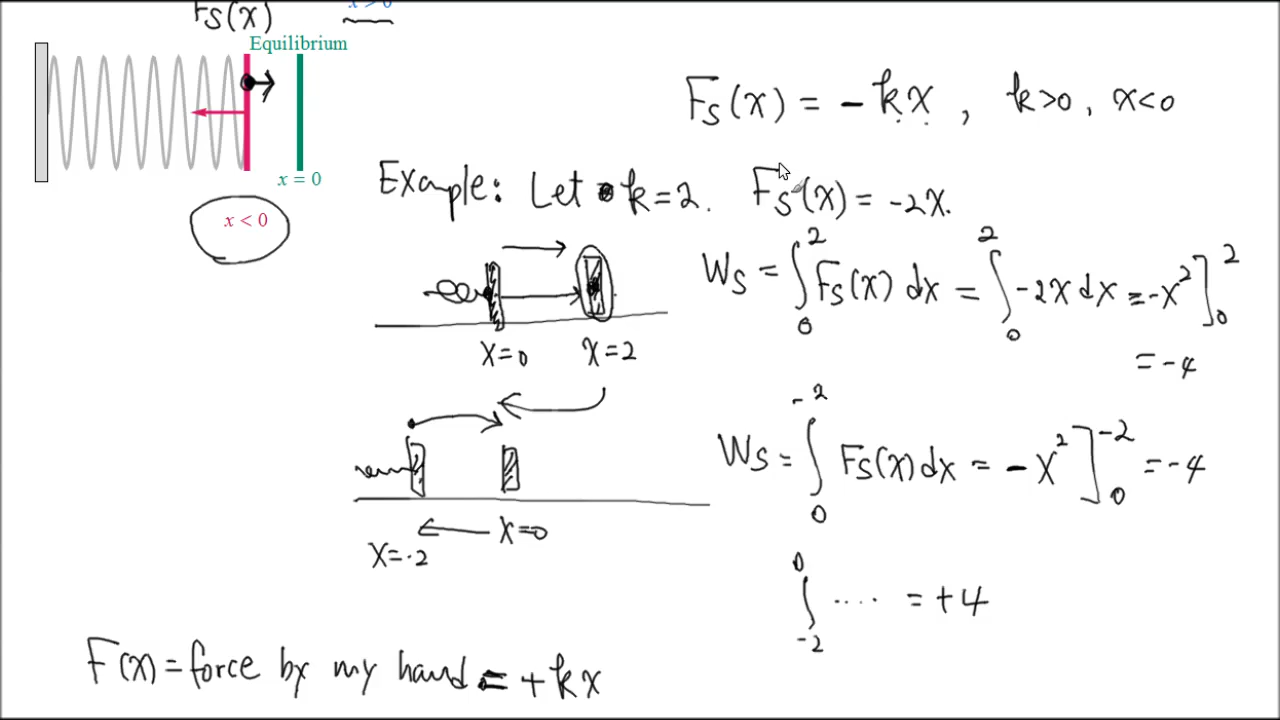 Fs(x) x>0
Equilibrium
x = 0
x < 0
Fs(x) = -kx, k>0, x<0
Example: Let k=2. Fs(x) = -2x.
x=0 x=2
Ws = ∫₀² Fs(x) dx = ∫₀² -2x dx = -x²]₀²
= -4
x=-2 x=0
Ws = ∫₀⁻² Fs(x) dx = -x²]₀⁻² = -4
∫₋₂⁰ ..... = +4
F(x) = force by my hand = +kx